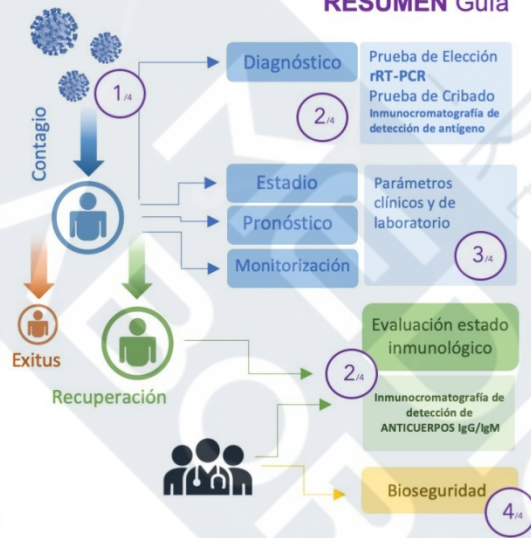 RESUMEN Guía
1/4
Contagio
Diagnóstico
2/4
Prueba de Elección
rRT-PCR
Prueba de Cribado
Inmunocromatografía de
detección de antígeno
Estadio
Pronóstico
Monitorización
Parámetros
clínicos y de
laboratorio
3/4
Exitus
Recuperación
Evaluación estado
inmunológico
2/4
Inmunocromatografía de
detección de
ANTICUERPOS IgG/IgM
Bioseguridad
4/4